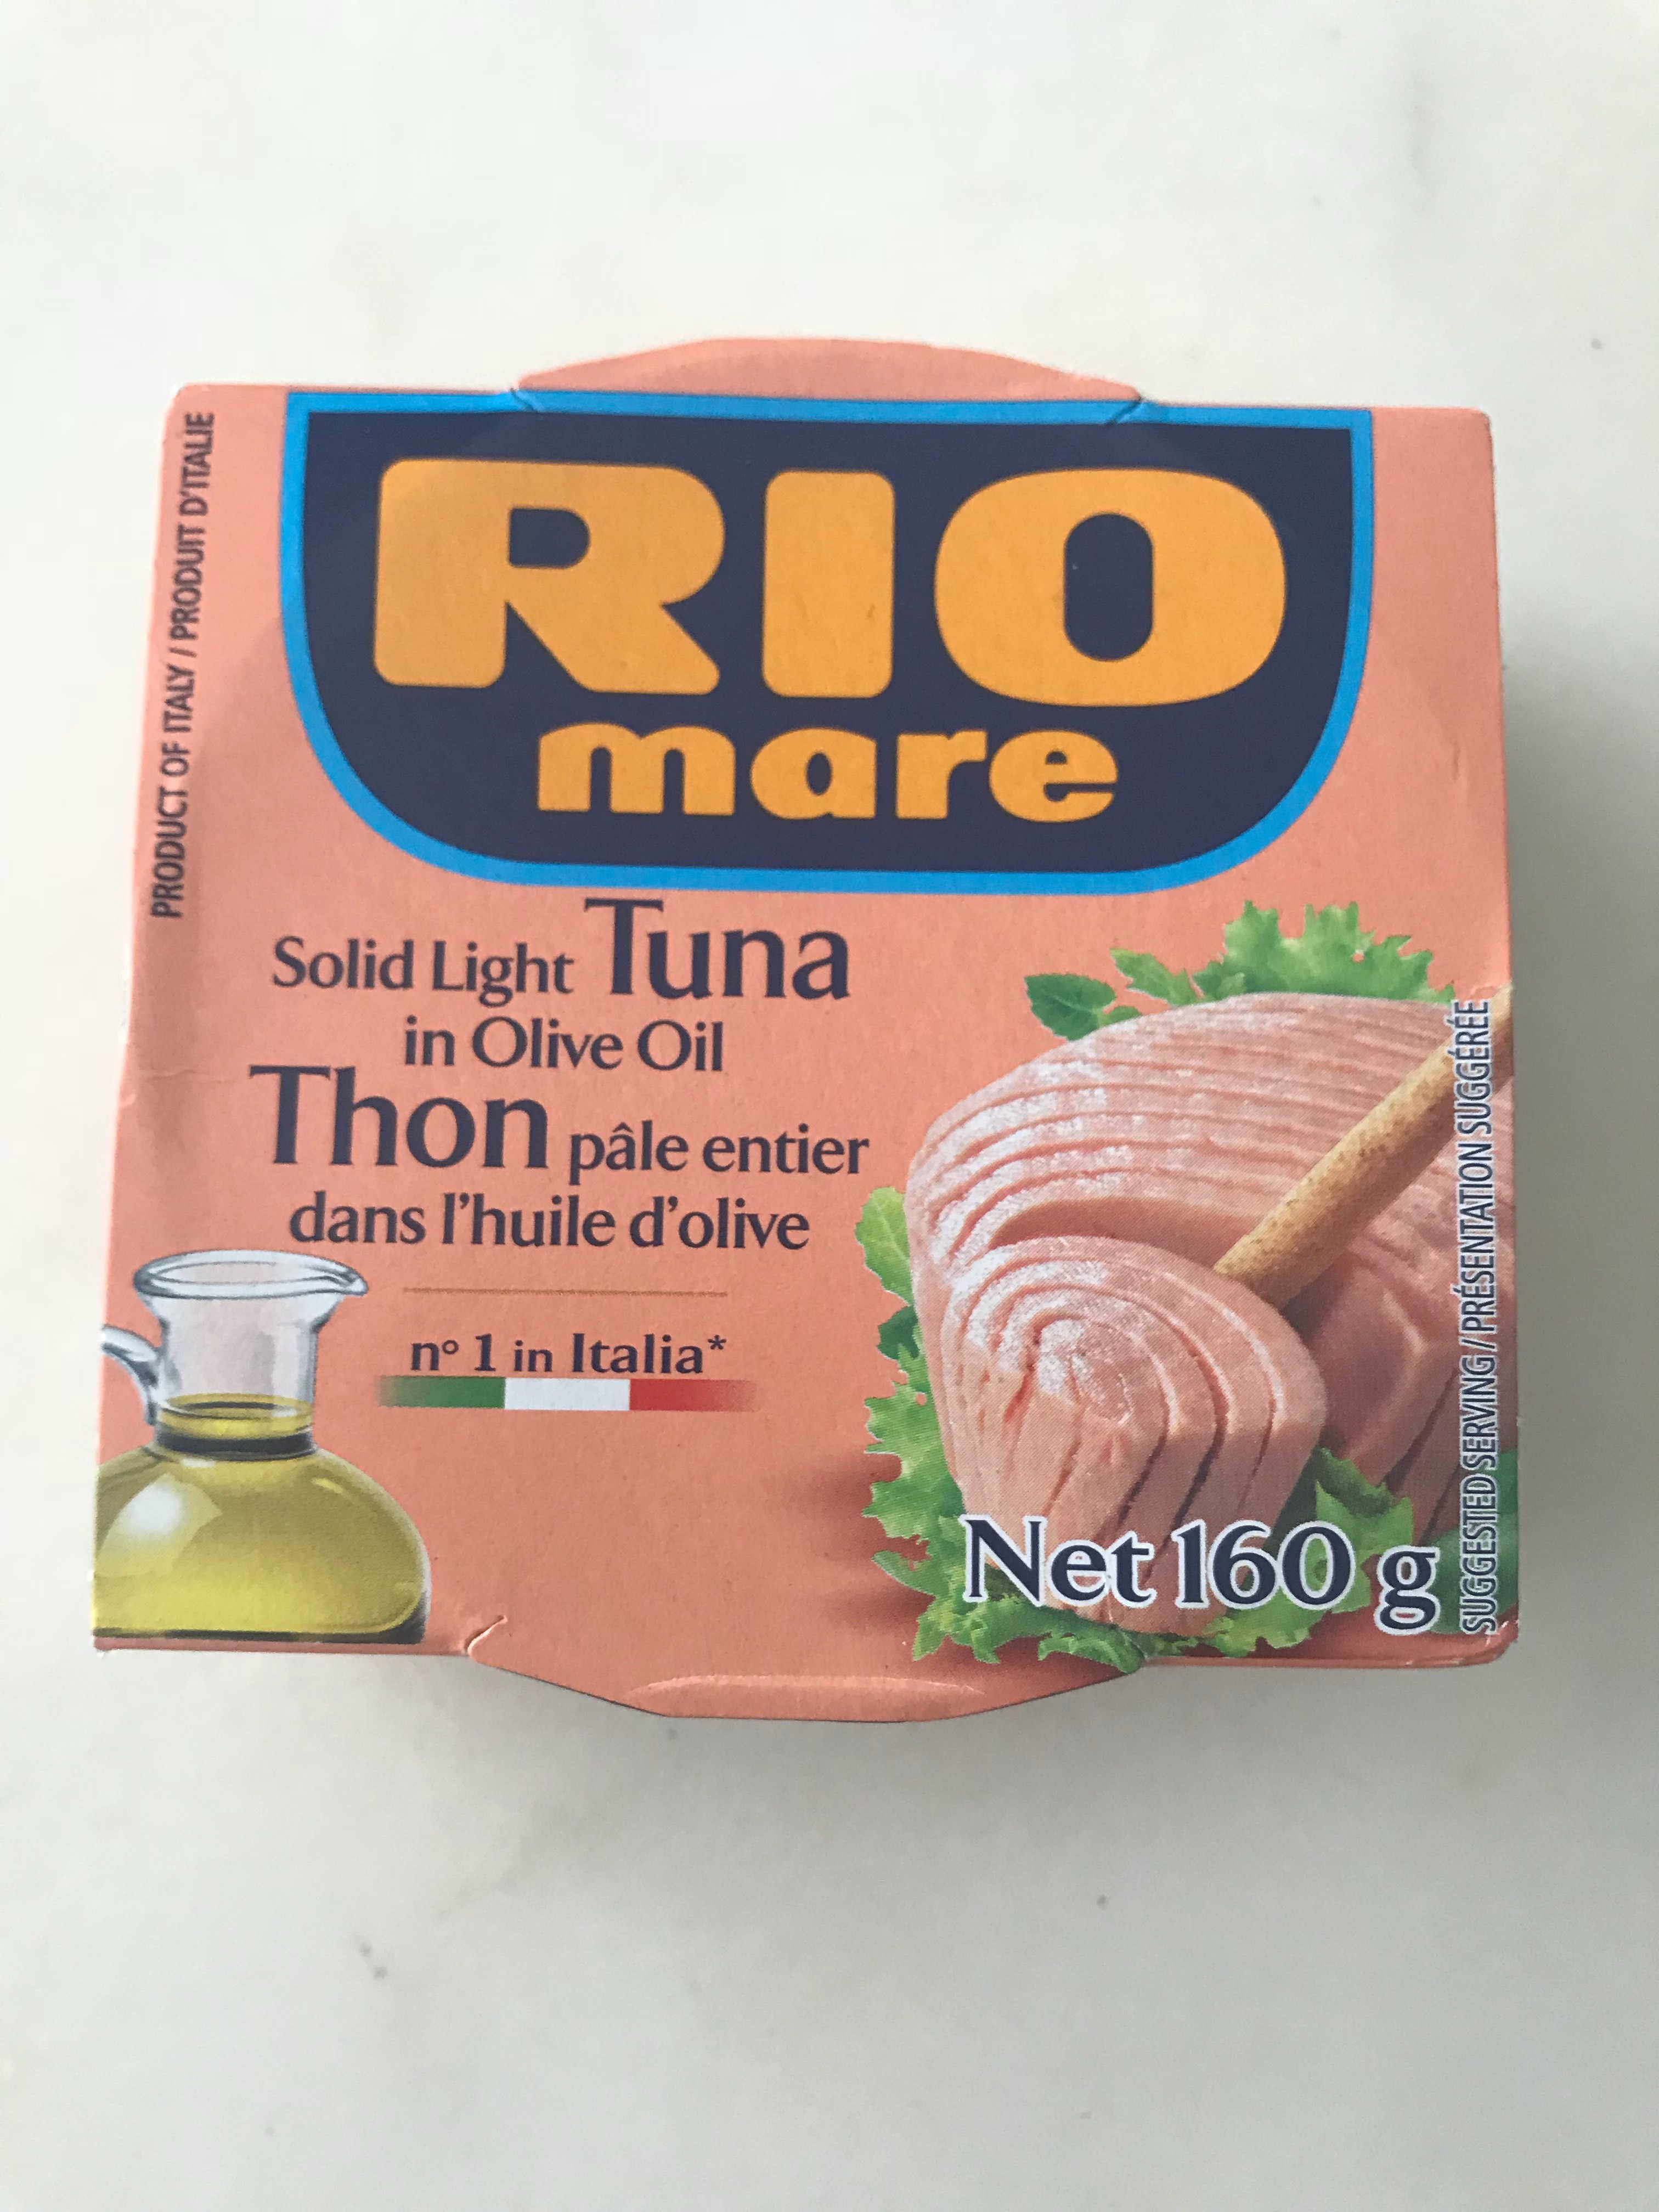 PRODUCT OF ITALY / PRODUIT D'ITALIE
RIO
mare
Solid Light Tuna
in Olive Oil
Thon pâle entier
dans l'huile d'olive
n° 1 in Italia*
Net 160 g
SUGGESTED SERVING / PRÉSENTATION SUGGÉRÉE